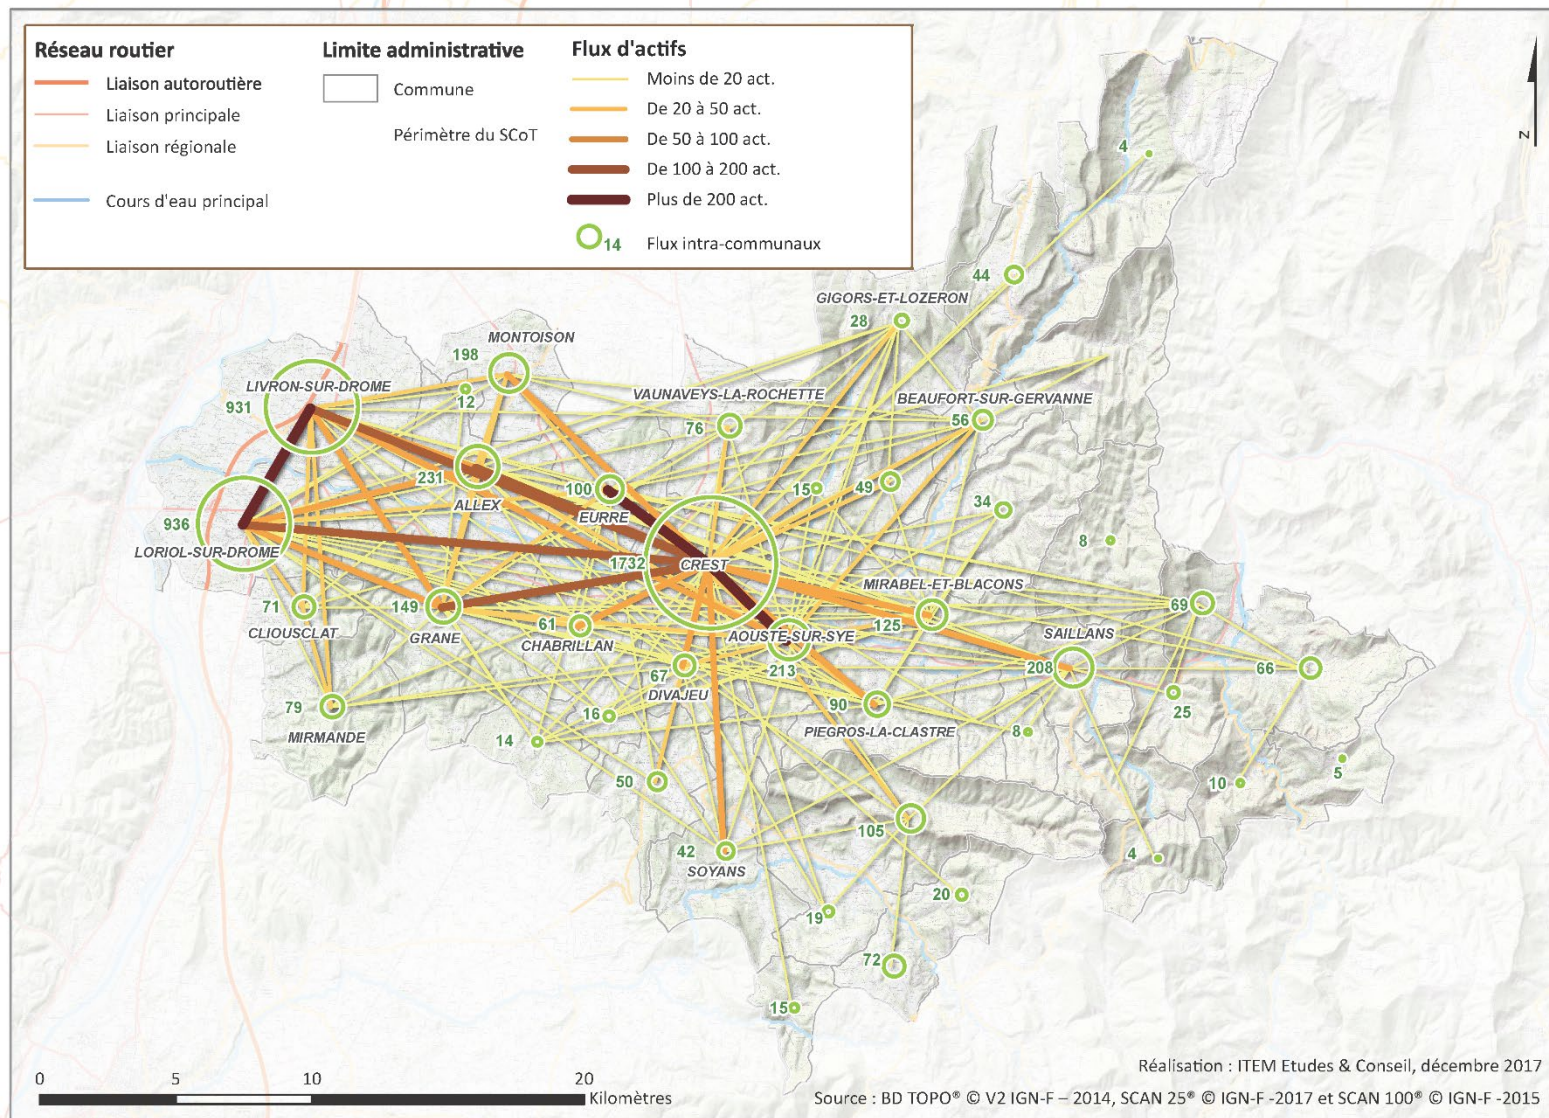 Réseau routier
Liaison autoroutière
Liaison principale
Liaison régionale
Cours d'eau principal
Limite administrative
Commune
Périmètre du SCoT
Flux d'actifs
Moins de 20 act.
De 20 à 50 act.
De 50 à 100 act.
De 100 à 200 act.
Plus de 200 act.
14 Flux intra-communaux
N
4
44
GIGORS-ET-LOZERON
28
MONTOISON
198
LIVRON-SUR-DROME
931
12
VAUNAVEYS-LA-ROCHETTE
76
BEAUFORT-SUR-GERVANNE
56
231
ALLEX
100
EURRE
15
49
34
936
LORIOL-SUR-DROME
1732
CREST
8
MIRABEL-ET-BLACONS
125
69
71
CLIOUSCLAT
149
GRANE
61
CHABRILLAN
AOUSTE-SUR-SYE
213
SAILLANS
208
66
67
DIVAJEU
25
79
MIRMANDE
16
90
PIEGROS-LA-CLASTRE
8
14
50
5
10
105
42
SOYANS
4
20
19
72
15
0 5 10 20
Kilomètres
Réalisation : ITEM Etudes & Conseil, décembre 2017
Source : BD TOPO® © V2 IGN-F – 2014, SCAN 25® © IGN-F -2017 et SCAN 100® © IGN-F -2015